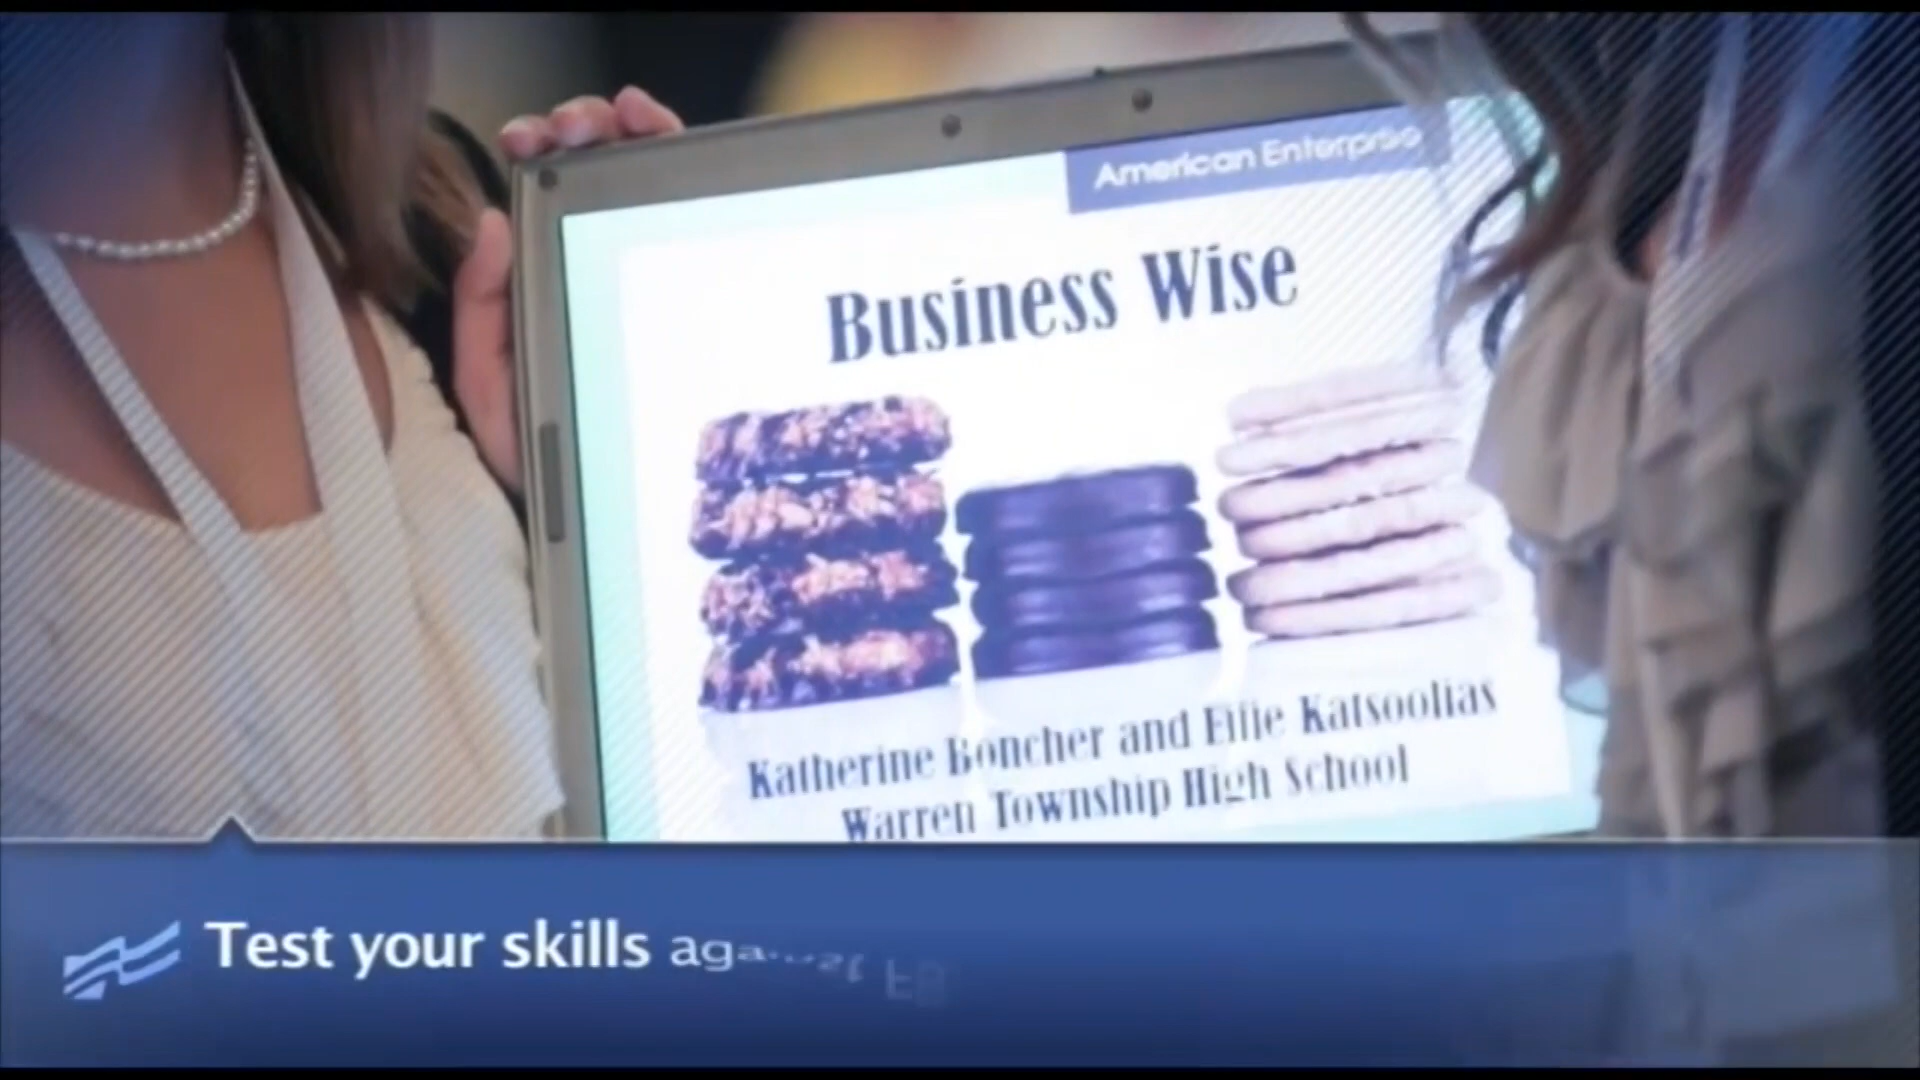 American Enterprise
Business Wise
Katherine Boncher and Effie Katsoolias
Warren Township High School
Test your skills